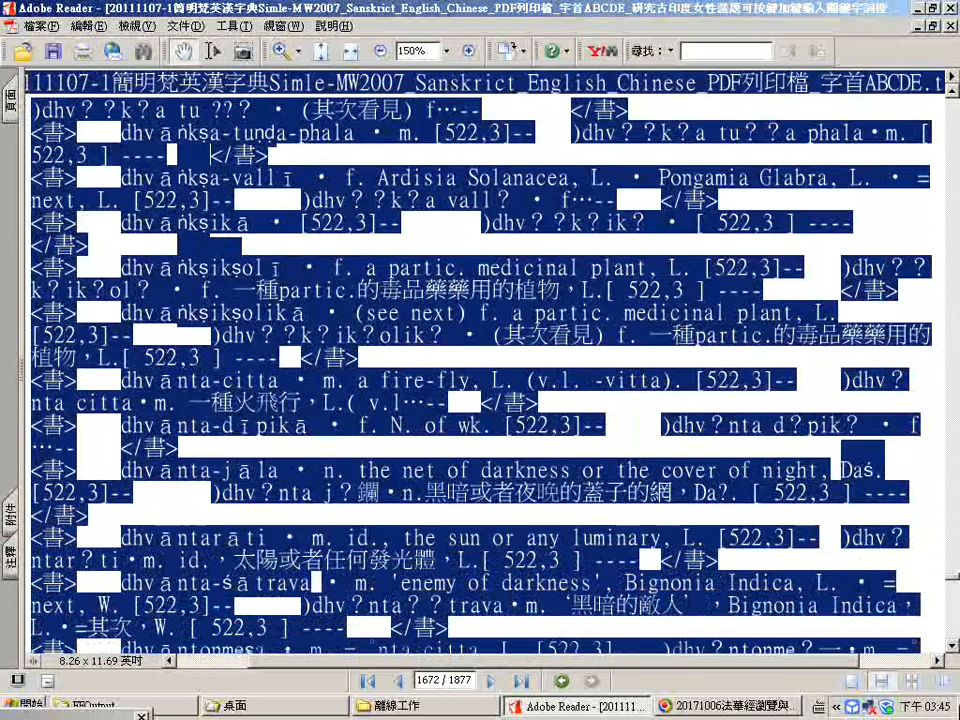 Adobe Reader - [20111107-1簡明梵英漢字典Simle-MW2007_Sanskrict_English_Chinese_PDF列印檔_字首ABCDE_研究古印度女性議題可按鍵加鍵輸入關鍵字詞搜
檔案(F) 編輯(E) 檢視(V) 文件(D) 工具(T) 視窗(W) 說明(H)
150% Y! 尋找:
111107-1簡明梵英漢字典Simle-MW2007_Sanskrict_English_Chinese_PDF列印檔_字首ABCDE.t
)dhv??k?a tu ??? • (其次看見) f…-- </書>
<書> dhvāṅkṣa-tuṇḍa-phala • m. [522,3]-- )dhv??k?a tu??a phala•m. [
522,3 ] ---- </書>
<書> dhvāṅkṣa-vallī • f. Ardisia Solanacea, L. • Pongamia Glabra, L. • =
next, L. [522,3]-- )dhv??k?a vall? • f…-- </書>
<書> dhvāṅkṣikā • [522,3]-- )dhv??k?ik? • [ 522,3 ] ----
</書>
<書> dhvāṅkṣikṣolī • f. a partic. medicinal plant, L. [522,3]-- )dhv??
k?ik?ol? • f. 一種partic.的毒品藥藥用的植物，L.[ 522,3 ] ---- </書>
<書> dhvāṅkṣikṣolikā • (see next) f. a partic. medicinal plant, L.
[522,3]-- )dhv??k?ik?olik? • (其次看見) f. 一種partic.的毒品藥藥用的
植物，L.[ 522,3 ] ---- </書>
<書> dhvānta-citta • m. a fire-fly, L. (v.l. -vitta). [522,3]-- )dhv?
nta citta•m. 一種火飛行，L.( v.l…-- </書>
<書> dhvānta-dīpikā • f. N. of wk. [522,3]-- )dhv?nta d?pik? • f
…-- </書>
<書> dhvānta-jāla • n. the net of darkness or the cover of night, Daś.
[522,3]-- )dhv?nta j?鑭•n.黑暗或者夜晚的蓋子的網，Da?. [ 522,3 ] ----
</書>
<書> dhvāntarāti • m. id., the sun or any luminary, L. [522,3]-- )dhv?
ntar?ti•m. id.，太陽或者任何發光體，L.[ 522,3 ] ---- </書>
<書> dhvānta-śātrava • m. 'enemy of darkness', Bignonia Indica, L. • =
next, W. [522,3]-- )dhv?nta??trava•m.‘黑暗的敵人’，Bignonia Indica，
L. •=其次，W. [ 522,3 ] ---- </書>
頁面
附件
注釋
8.26 x 11.69 英吋
1672 / 1877
開始 EEOutput 桌面 離線工作 Adobe Reader - [201111... 20171006法華經瀏覽與... 下午 03:45